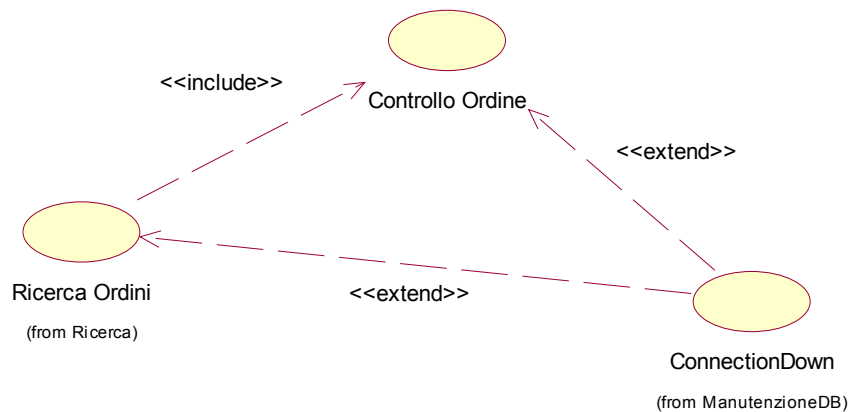 <<include>>
Controllo Ordine
<<extend>>
Ricerca Ordini
(from Ricerca)
<<extend>>
ConnectionDown
(from ManutenzioneDB)